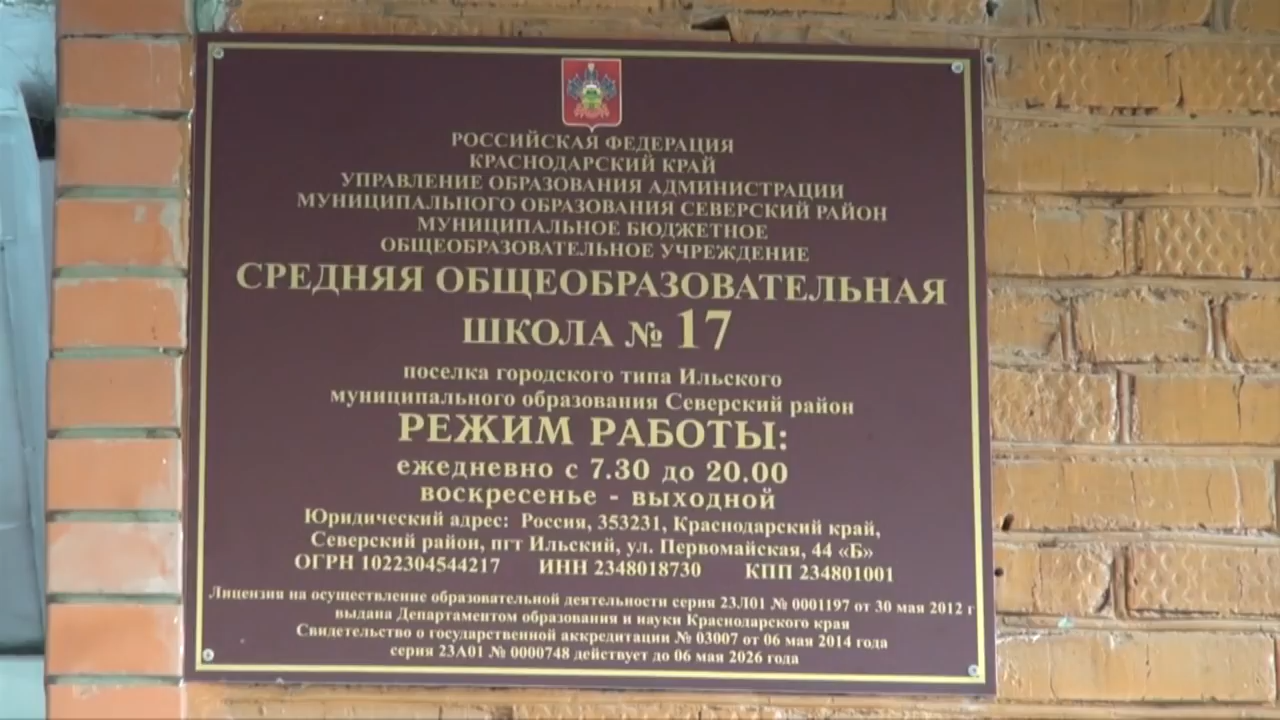 РОССИЙСКАЯ ФЕДЕРАЦИЯ
КРАСНОДАРСКИЙ КРАЙ
УПРАВЛЕНИЕ ОБРАЗОВАНИЯ АДМИНИСТРАЦИИ
МУНИЦИПАЛЬНОГО ОБРАЗОВАНИЯ СЕВЕРСКИЙ РАЙОН
МУНИЦИПАЛЬНОЕ БЮДЖЕТНОЕ
ОБЩЕОБРАЗОВАТЕЛЬНОЕ УЧРЕЖДЕНИЕ
СРЕДНЯЯ ОБЩЕОБРАЗОВАТЕЛЬНАЯ
ШКОЛА № 17
поселка городского типа Ильского
муниципального образования Северский район
РЕЖИМ РАБОТЫ:
ежедневно с 7.30 до 20.00
воскресенье - выходной
Юридический адрес: Россия, 353231, Краснодарский край,
Северский район, пгт Ильский, ул. Первомайская, 44 «Б»
ОГРН 1022304544217 ИНН 2348018730 КПП 234801001
Лицензия на осуществление образовательной деятельности серия 23Л01 № 0001197 от 30 мая 2012 г
выдана Департаментом образования и науки Краснодарского края
Свидетельство о государственной аккредитации № 03007 от 06 мая 2014 года
серия 23А01 № 0000748 действует до 06 мая 2026 года